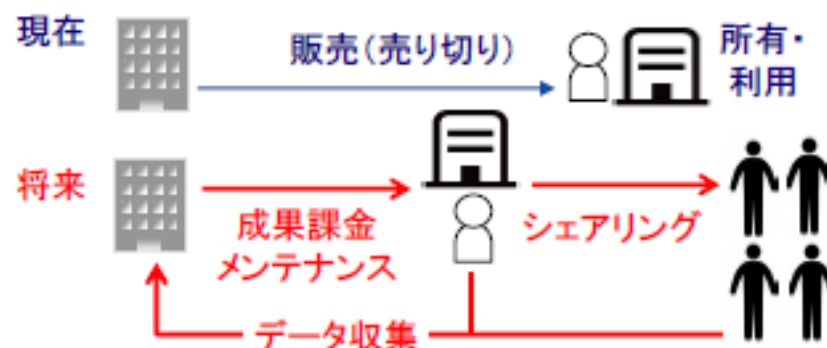 現在
販売(売り切り)
所有・
利用
将来
成果課金
メンテナンス
シェアリング
データ収集